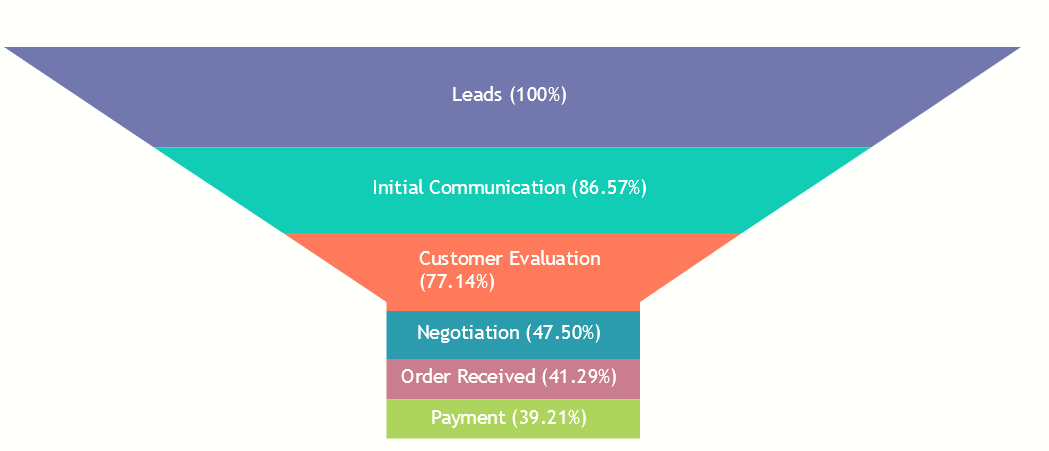 Leads (100%)
Initial Communication (86.57%)
Customer Evaluation
(77.14%)
Negotiation (47.50%)
Order Received (41.29%)
Payment (39.21%)